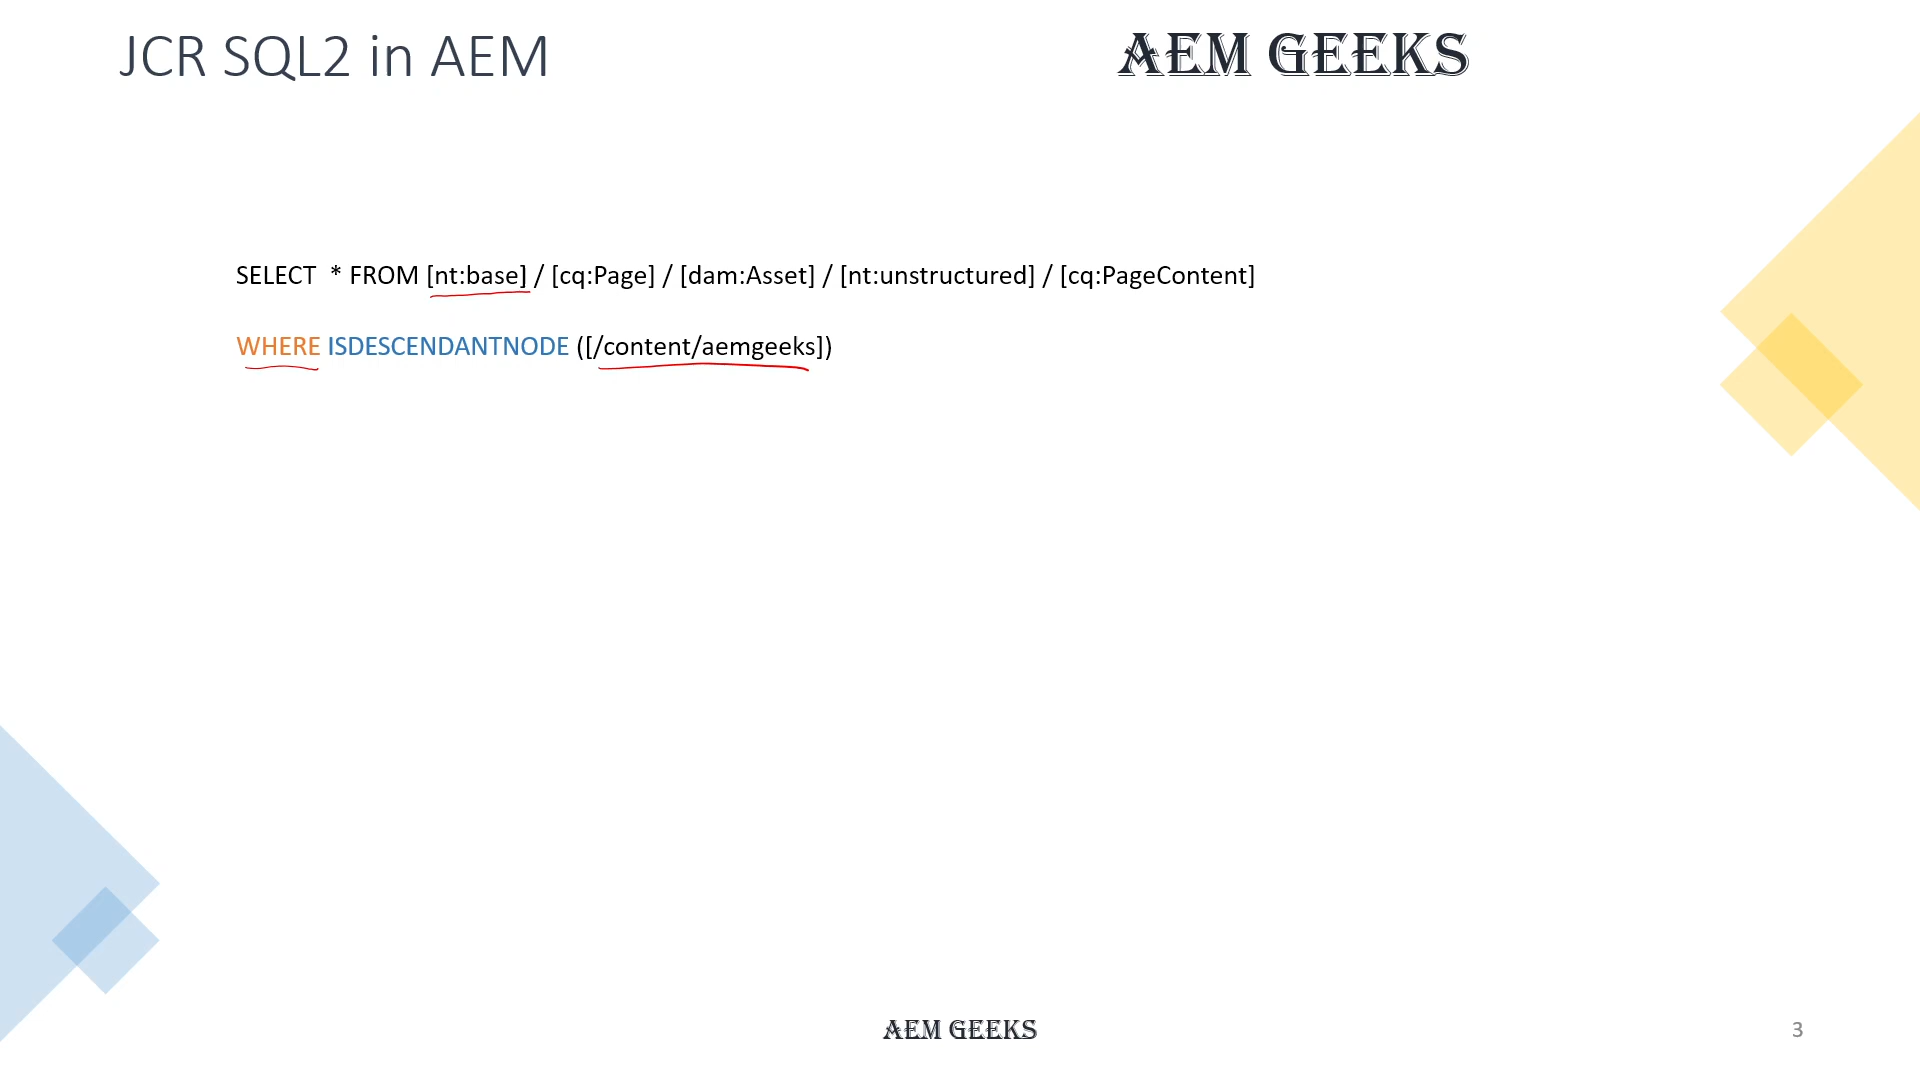 JCR SQL2 in AEM
AEM GEEKS
SELECT * FROM [nt:base] / [cq:Page] / [dam:Asset] / [nt:unstructured] / [cq:PageContent]
WHERE ISDESCENDANTNODE ([/content/aemgeeks])
AEM GEEKS
3